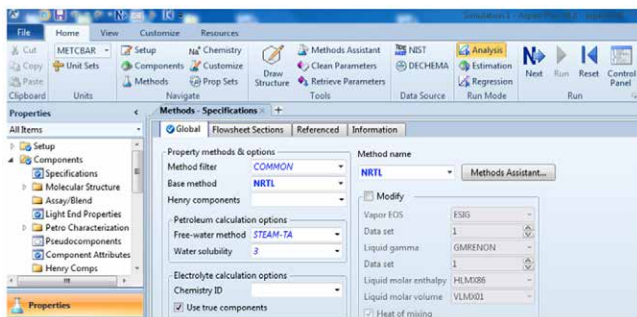 File Home View Customize Resources
Cut METCBAR Setup Na⁺ Chemistry Methods Assistant NIST Analysis
Copy Unit Sets Components Customize Draw Structure Clean Parameters DECHEMA Estimation Next Run Reset Control Panel
Paste Methods Prop Sets Retrieve Parameters Regression
Clipboard Units Navigate Tools Data Source Run Mode Run
Properties Methods - Specifications
All Items
Setup
Components
Specifications
Molecular Structure
Assay/Blend
Light End Properties
Petro Characterization
Pseudocomponents
Component Attributes
Henry Comps
Properties
Global Flowsheet Sections Referenced Information
Property methods & options
Method filter COMMON
Base method NRTL
Henry components
Petroleum calculation options
Free-water method STEAM-TA
Water solubility 3
Electrolyte calculation options
Chemistry ID
Use true components
Method name
NRTL Methods Assistant...
Modify
Vapor EOS ESIG
Data set 1
Liquid gamma GMRENON
Data set 1
Liquid molar enthalpy HLMX86
Liquid molar volume VLMX01
Heat of mixing